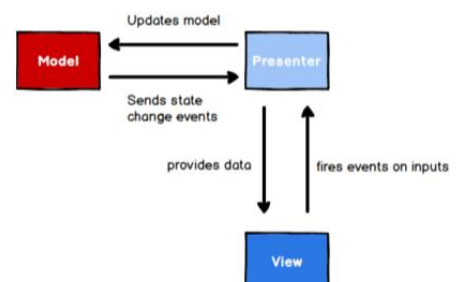 Updates model
Model
Presenter
Sends state
change events
provides data
fires events on inputs
View